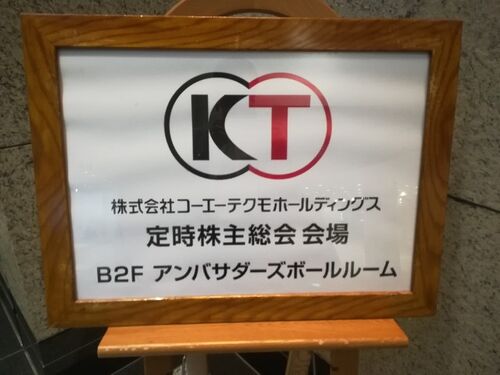 KT
株式会社コーエーテクモホールディングス
定時株主総会 会場
B2F アンバサダーズボールルーム